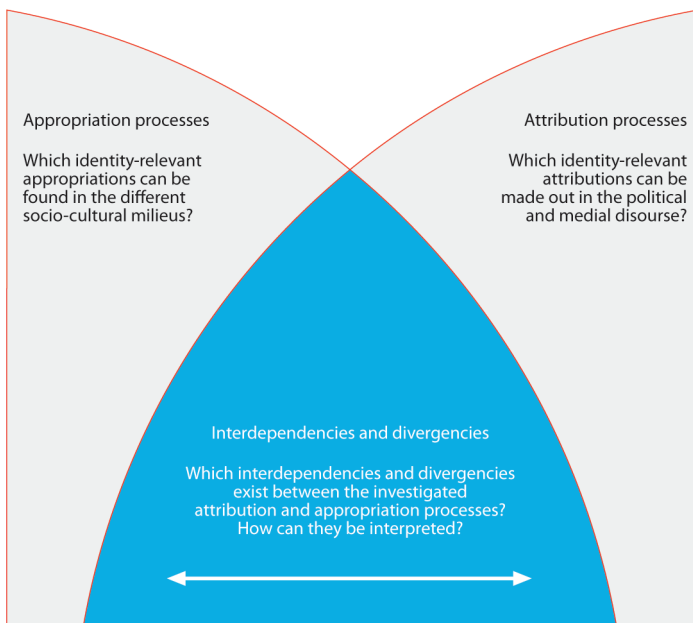 Appropriation processes
Which identity-relevant
appropriations can be
found in the different
socio-cultural milieus?
Attribution processes
Which identity-relevant
attributions can be
made out in the political
and medial disourse?
Interdependencies and divergencies
Which interdependencies and divergencies
exist between the investigated
attribution and appropriation processes?
How can they be interpreted?